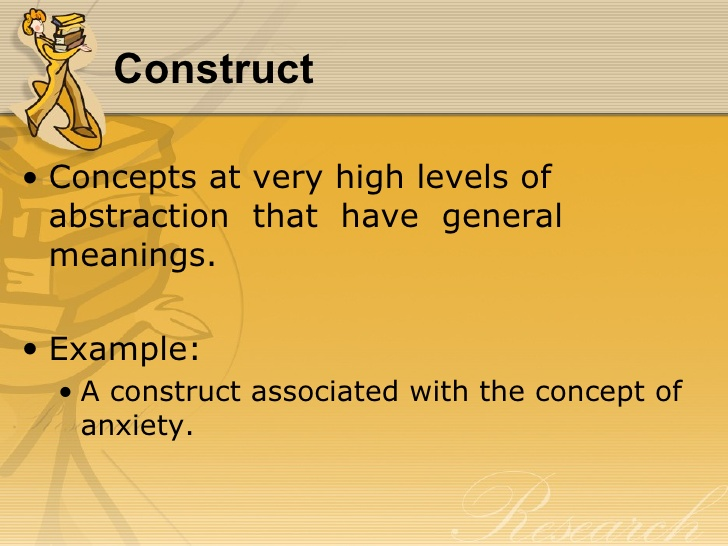 Construct
• Concepts at very high levels of
abstraction that have general
meanings.
• Example:
• A construct associated with the concept of
anxiety.
Research